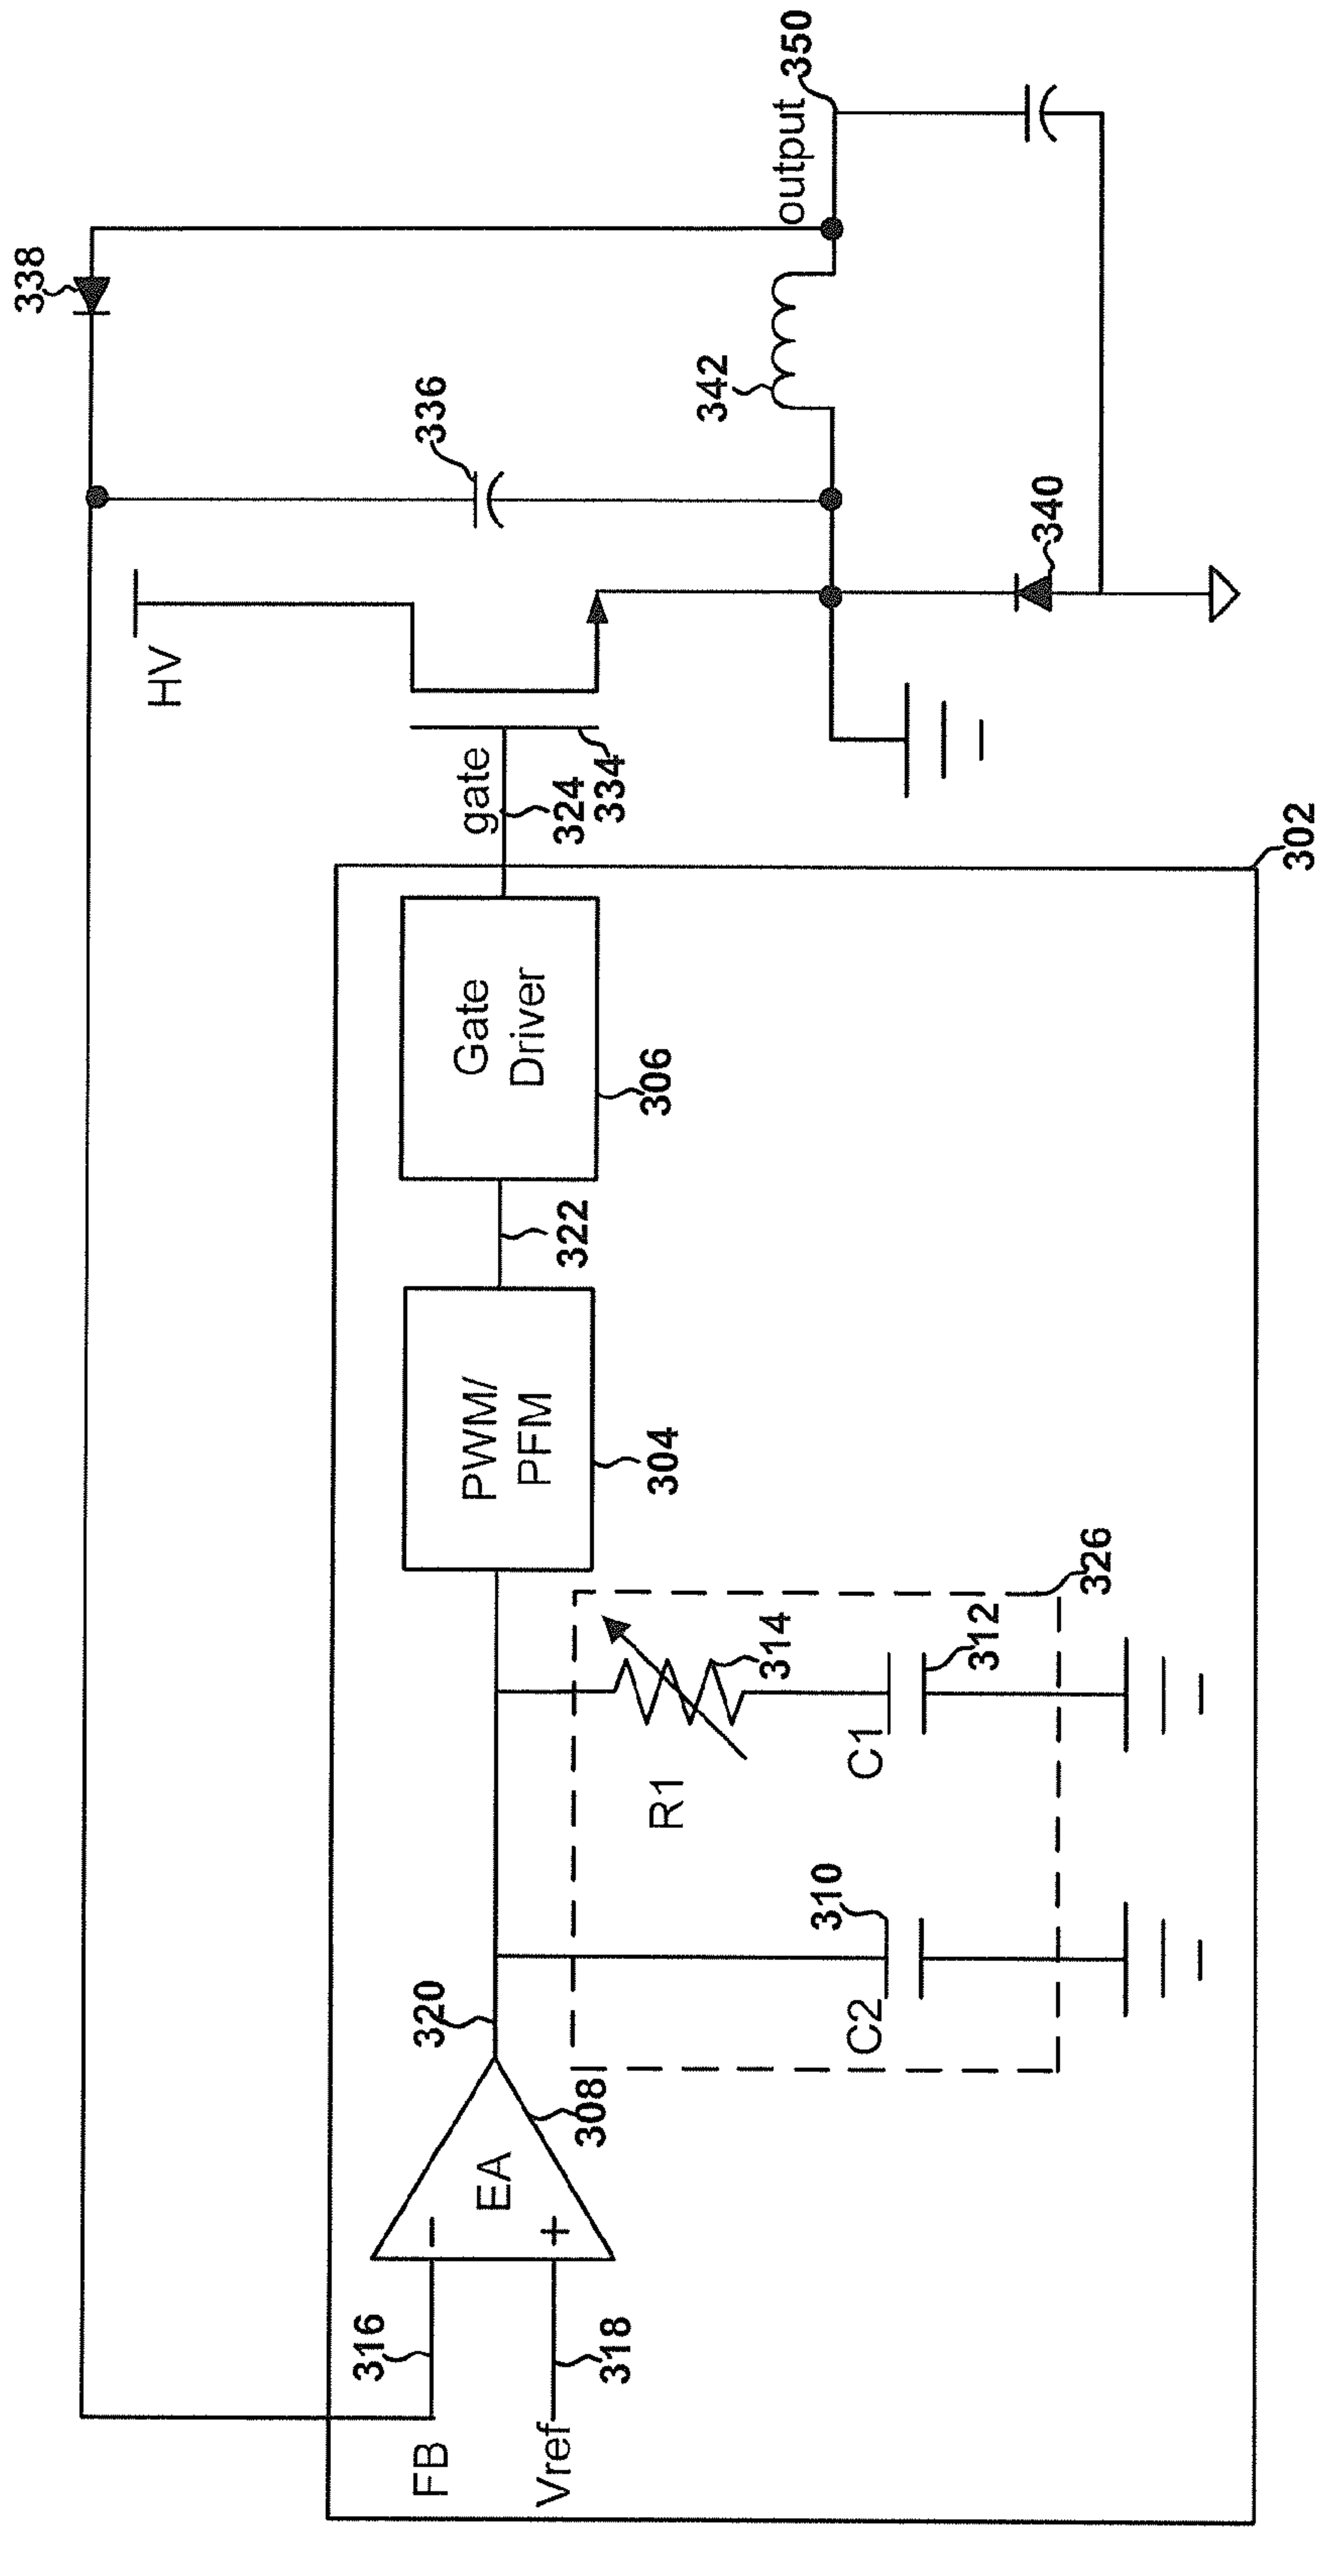 338
HV
336
output
350
342
340
gate
324
334
302
Gate
Driver
306
322
PWM/
PFM
304
326
314
R1
312
C1
310
C2
320
308
EA
−
+
316
318
FB
Vref